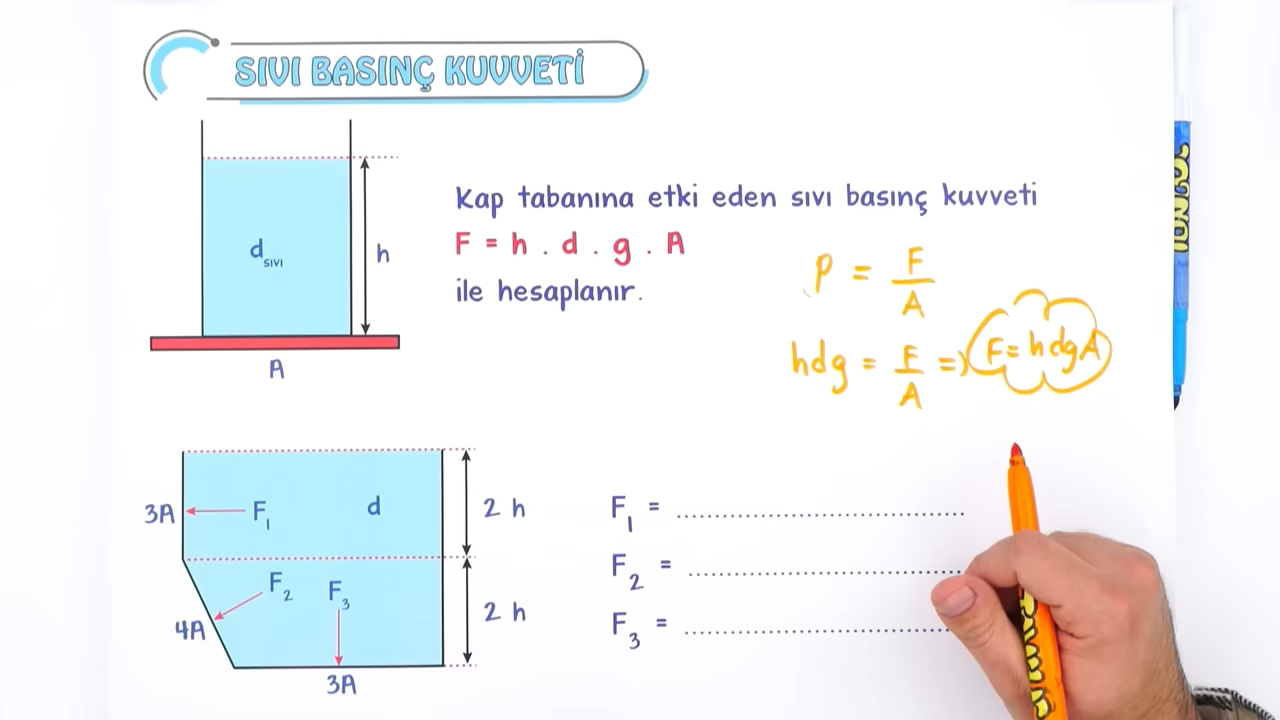 SIVI BASINÇ KUVVETİ
d SIVI
h
A
Kap tabanına etki eden sıvı basınç kuvveti
F = h . d . g . A
ile hesaplanır.
P = F/A
hdg = F/A => F = hdgA
3A
F1
d
2 h
F2
F3
4A
2 h
3A
F1 = ........................................
F2 = ........................................
F3 = ........................................